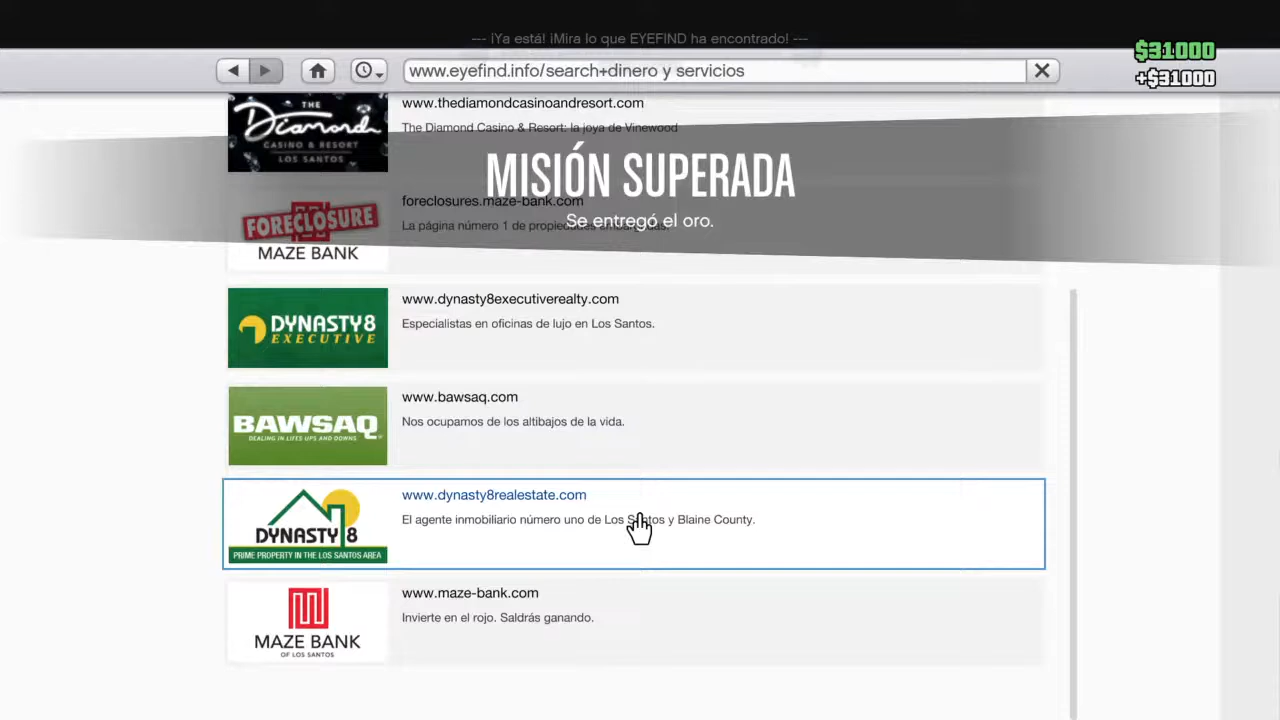 --- ¡Ya está! ¡Mira lo que EYEFIND ha encontrado! ---
$31000
www.eyefind.info/search+dinero y servicios
+$31000
THE
Diamond
CASINO & RESORT
LOS SANTOS
www.thediamondcasinoandresort.com
The Diamond Casino & Resort: la joya de Vinewood
MISIÓN SUPERADA
Se entregó el oro.
FORECLOSURE
MAZE BANK
foreclosures.maze-bank.com
La página número 1 de propiedades
DYNASTY8
EXECUTIVE
www.dynasty8executiverealty.com
Especialistas en oficinas de lujo en Los Santos.
BAWSAQ
DEALING IN LIFES UPS AND DOWNS
www.bawsaq.com
Nos ocupamos de los altibajos de la vida.
DYNASTY 8
PRIME PROPERTY IN THE LOS SANTOS AREA
www.dynasty8realestate.com
El agente inmobiliario número uno de Los Santos y Blaine County.
MAZE BANK
OF LOS SANTOS
www.maze-bank.com
Invierte en el rojo. Saldrás ganando.